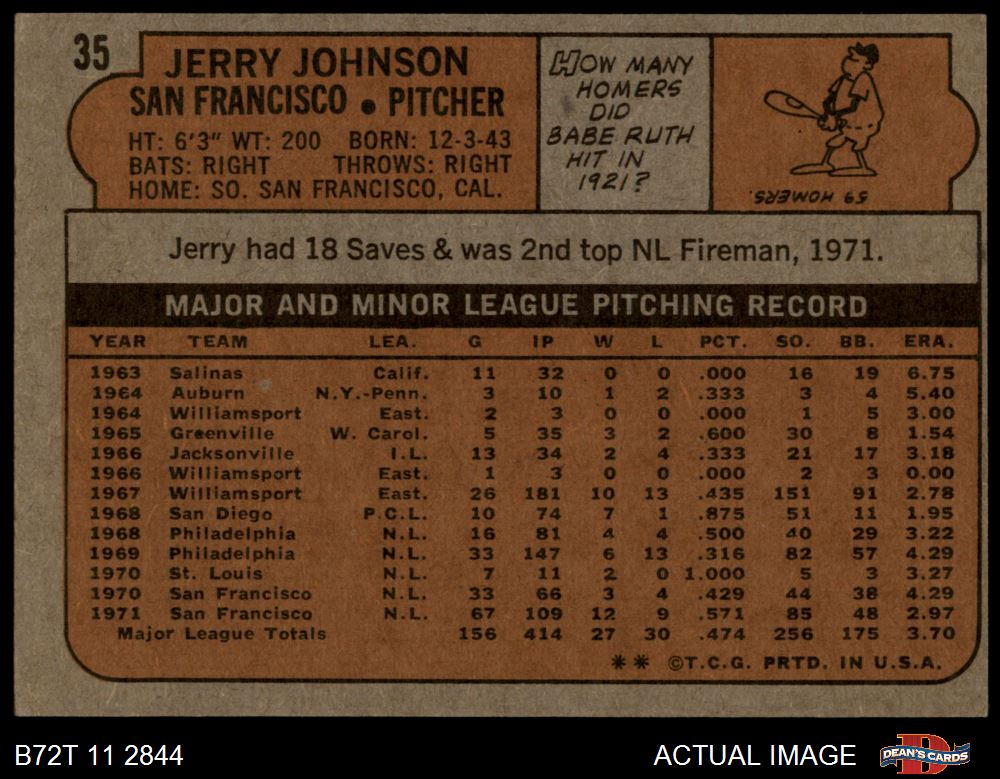 35
JERRY JOHNSON
SAN FRANCISCO • PITCHER
HT: 6'3" WT: 200 BORN: 12-3-43
BATS: RIGHT THROWS: RIGHT
HOME: SO. SAN FRANCISCO, CAL.
HOW MANY
HOMERS
DID
BABE RUTH
HIT IN
1921?
59 HOMERS.
Jerry had 18 Saves & was 2nd top NL Fireman, 1971.
MAJOR AND MINOR LEAGUE PITCHING RECORD
YEAR TEAM LEA. G IP W L PCT. SO. BB. ERA.
1963 Salinas Calif. 11 32 0 0 .000 16 19 6.75
1964 Auburn N.Y.-Penn. 3 10 1 2 .333 3 4 5.40
1964 Williamsport East. 2 3 0 0 .000 1 5 3.00
1965 Greenville W. Carol. 5 35 3 2 .600 30 8 1.54
1966 Jacksonville I.L. 13 34 2 4 .333 21 17 3.18
1966 Williamsport East. 1 3 0 0 .000 2 3 0.00
1967 Williamsport East. 26 181 10 13 .435 151 91 2.78
1968 San Diego P.C.L. 10 74 7 1 .875 51 11 1.95
1968 Philadelphia N.L. 16 81 4 4 .500 40 29 3.22
1969 Philadelphia N.L. 33 147 6 13 .316 82 57 4.29
1970 St. Louis N.L. 7 11 2 0 1.000 5 3 3.27
1970 San Francisco N.L. 33 66 3 4 .429 44 38 4.29
1971 San Francisco N.L. 67 109 12 9 .571 85 48 2.97
Major League Totals 156 414 27 30 .474 256 175 3.70
** ©T.C.G. PRTD. IN U.S.A.
B72T 11 2844
ACTUAL IMAGE
DEAN'S CARDS